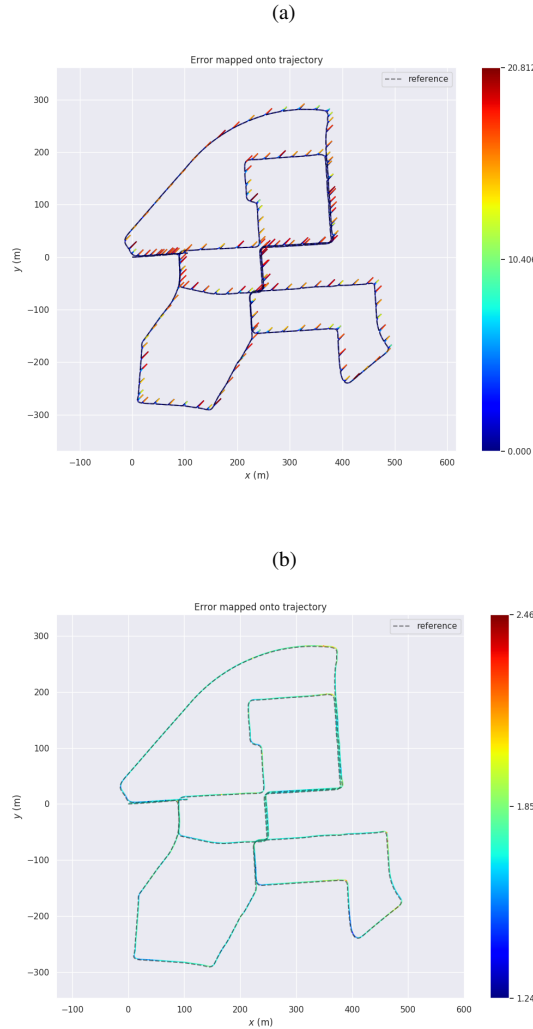 (a)
Error mapped onto trajectory
reference
20.812
10.406
0.000
300
200
100
0
−100
−200
−300
y (m)
−100 0 100 200 300 400 500 600
x (m)
(b)
Error mapped onto trajectory
reference
2.46
1.85
1.24
300
200
100
0
−100
−200
−300
y (m)
−100 0 100 200 300 400 500 600
x (m)